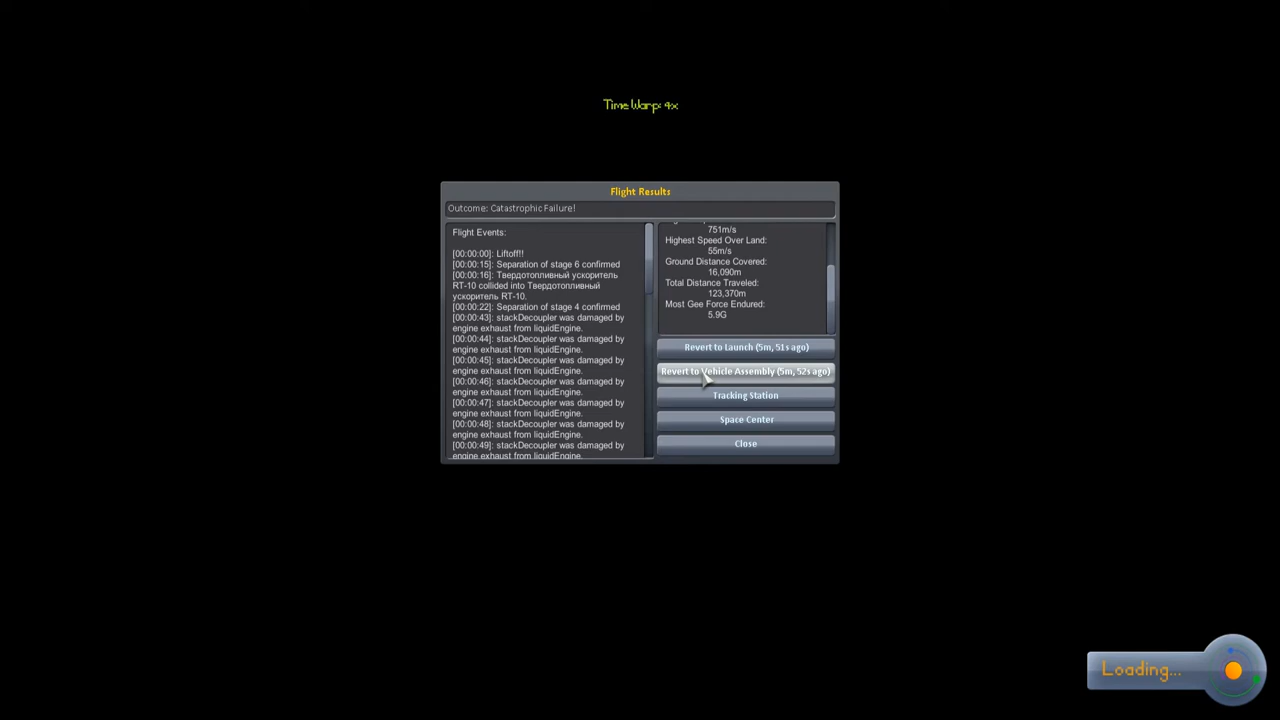 Time Warp: 4x
Flight Results
Outcome: Catastrophic Failure!
Flight Events:
[00:00:00]: Liftoff!!
[00:00:15]: Separation of stage 6 confirmed
[00:00:16]: Твердотопливный ускоритель
RT-10 collided into Твердотопливный
ускоритель RT-10.
[00:00:22]: Separation of stage 4 confirmed
[00:00:43]: stackDecoupler was damaged by
engine exhaust from liquidEngine.
[00:00:44]: stackDecoupler was damaged by
engine exhaust from liquidEngine.
[00:00:45]: stackDecoupler was damaged by
engine exhaust from liquidEngine.
[00:00:46]: stackDecoupler was damaged by
engine exhaust from liquidEngine.
[00:00:47]: stackDecoupler was damaged by
engine exhaust from liquidEngine.
[00:00:48]: stackDecoupler was damaged by
engine exhaust from liquidEngine.
[00:00:49]: stackDecoupler was damaged by
engine exhaust from liquidEngine.
751m/s
Highest Speed Over Land:
55m/s
Ground Distance Covered:
16,090m
Total Distance Traveled:
123,370m
Most Gee Force Endured:
5.9G
Revert to Launch (5m, 51s ago)
Revert to Vehicle Assembly (5m, 52s ago)
Tracking Station
Space Center
Close
Loading...